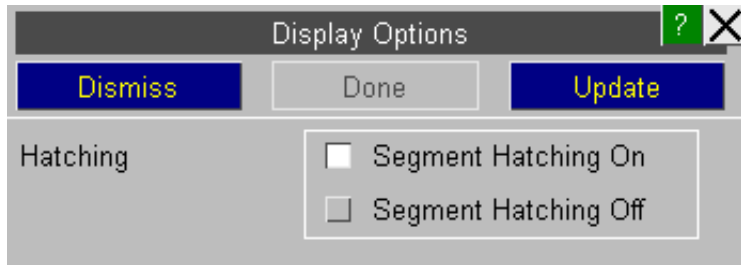 Display Options ?
Dismiss Done Update
Hatching Segment Hatching On
Segment Hatching Off